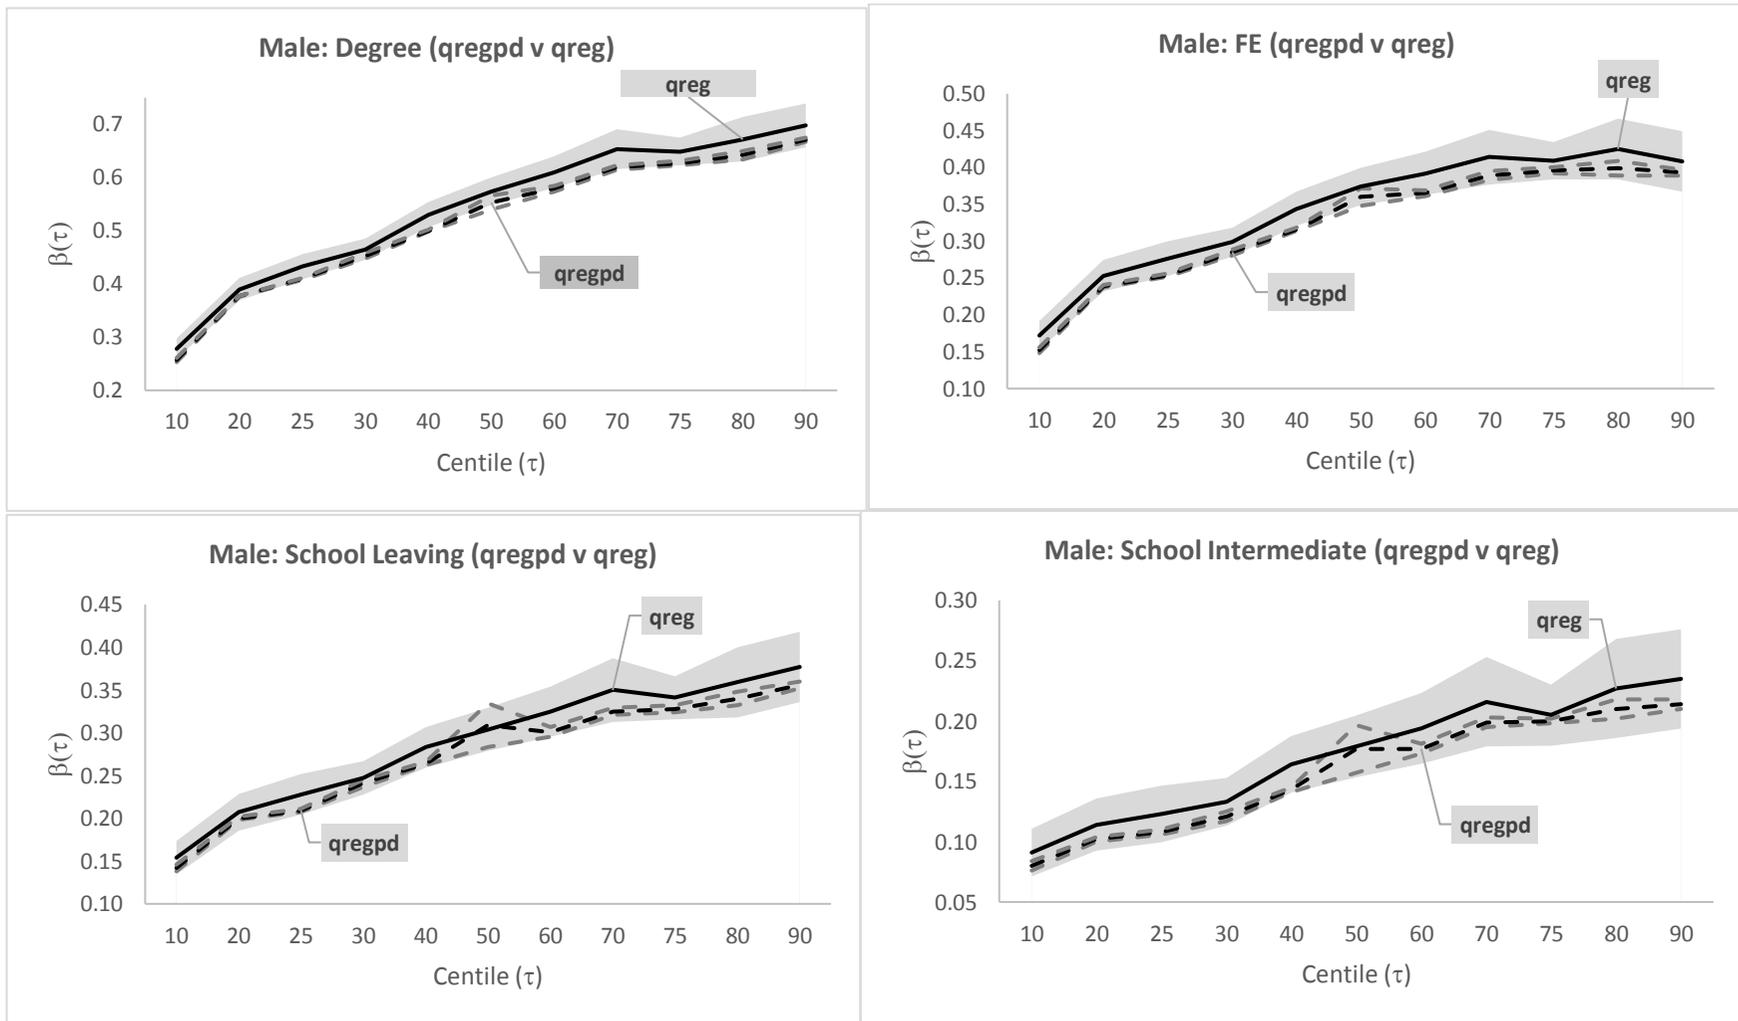 Male: Degree (qregpd v qreg)
qreg
0.7
0.6
0.5
0.4
0.3
0.2
β(τ)
qregpd
10 20 25 30 40 50 60 70 75 80 90
Centile (τ)
Male: FE (qregpd v qreg)
qreg
0.50
0.45
0.40
0.35
0.30
0.25
0.20
0.15
0.10
β(τ)
qregpd
10 20 25 30 40 50 60 70 75 80 90
Centile (τ)
Male: School Leaving (qregpd v qreg)
0.45
0.40
0.35
0.30
0.25
0.20
0.15
0.10
β(τ)
qreg
qregpd
10 20 25 30 40 50 60 70 75 80 90
Centile (τ)
Male: School Intermediate (qregpd v qreg)
0.30
0.25
0.20
0.15
0.10
0.05
β(τ)
qreg
qregpd
10 20 25 30 40 50 60 70 75 80 90
Centile (τ)